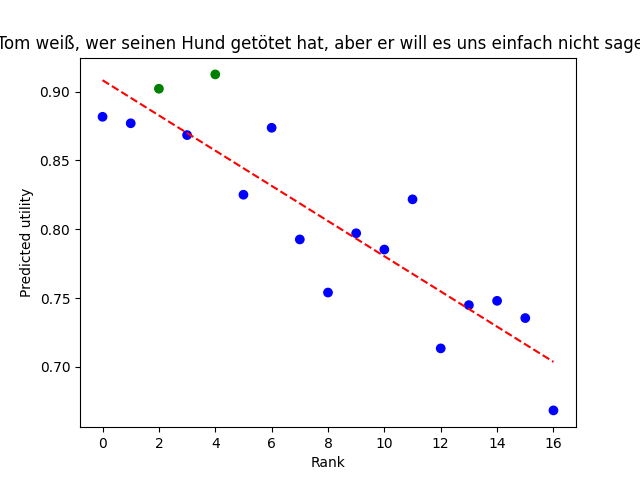 Tom weiß, wer seinen Hund getötet hat, aber er will es uns einfach nicht sage
0.90
0.85
0.80
0.75
0.70
Predicted utility
0 2 4 6 8 10 12 14 16
Rank